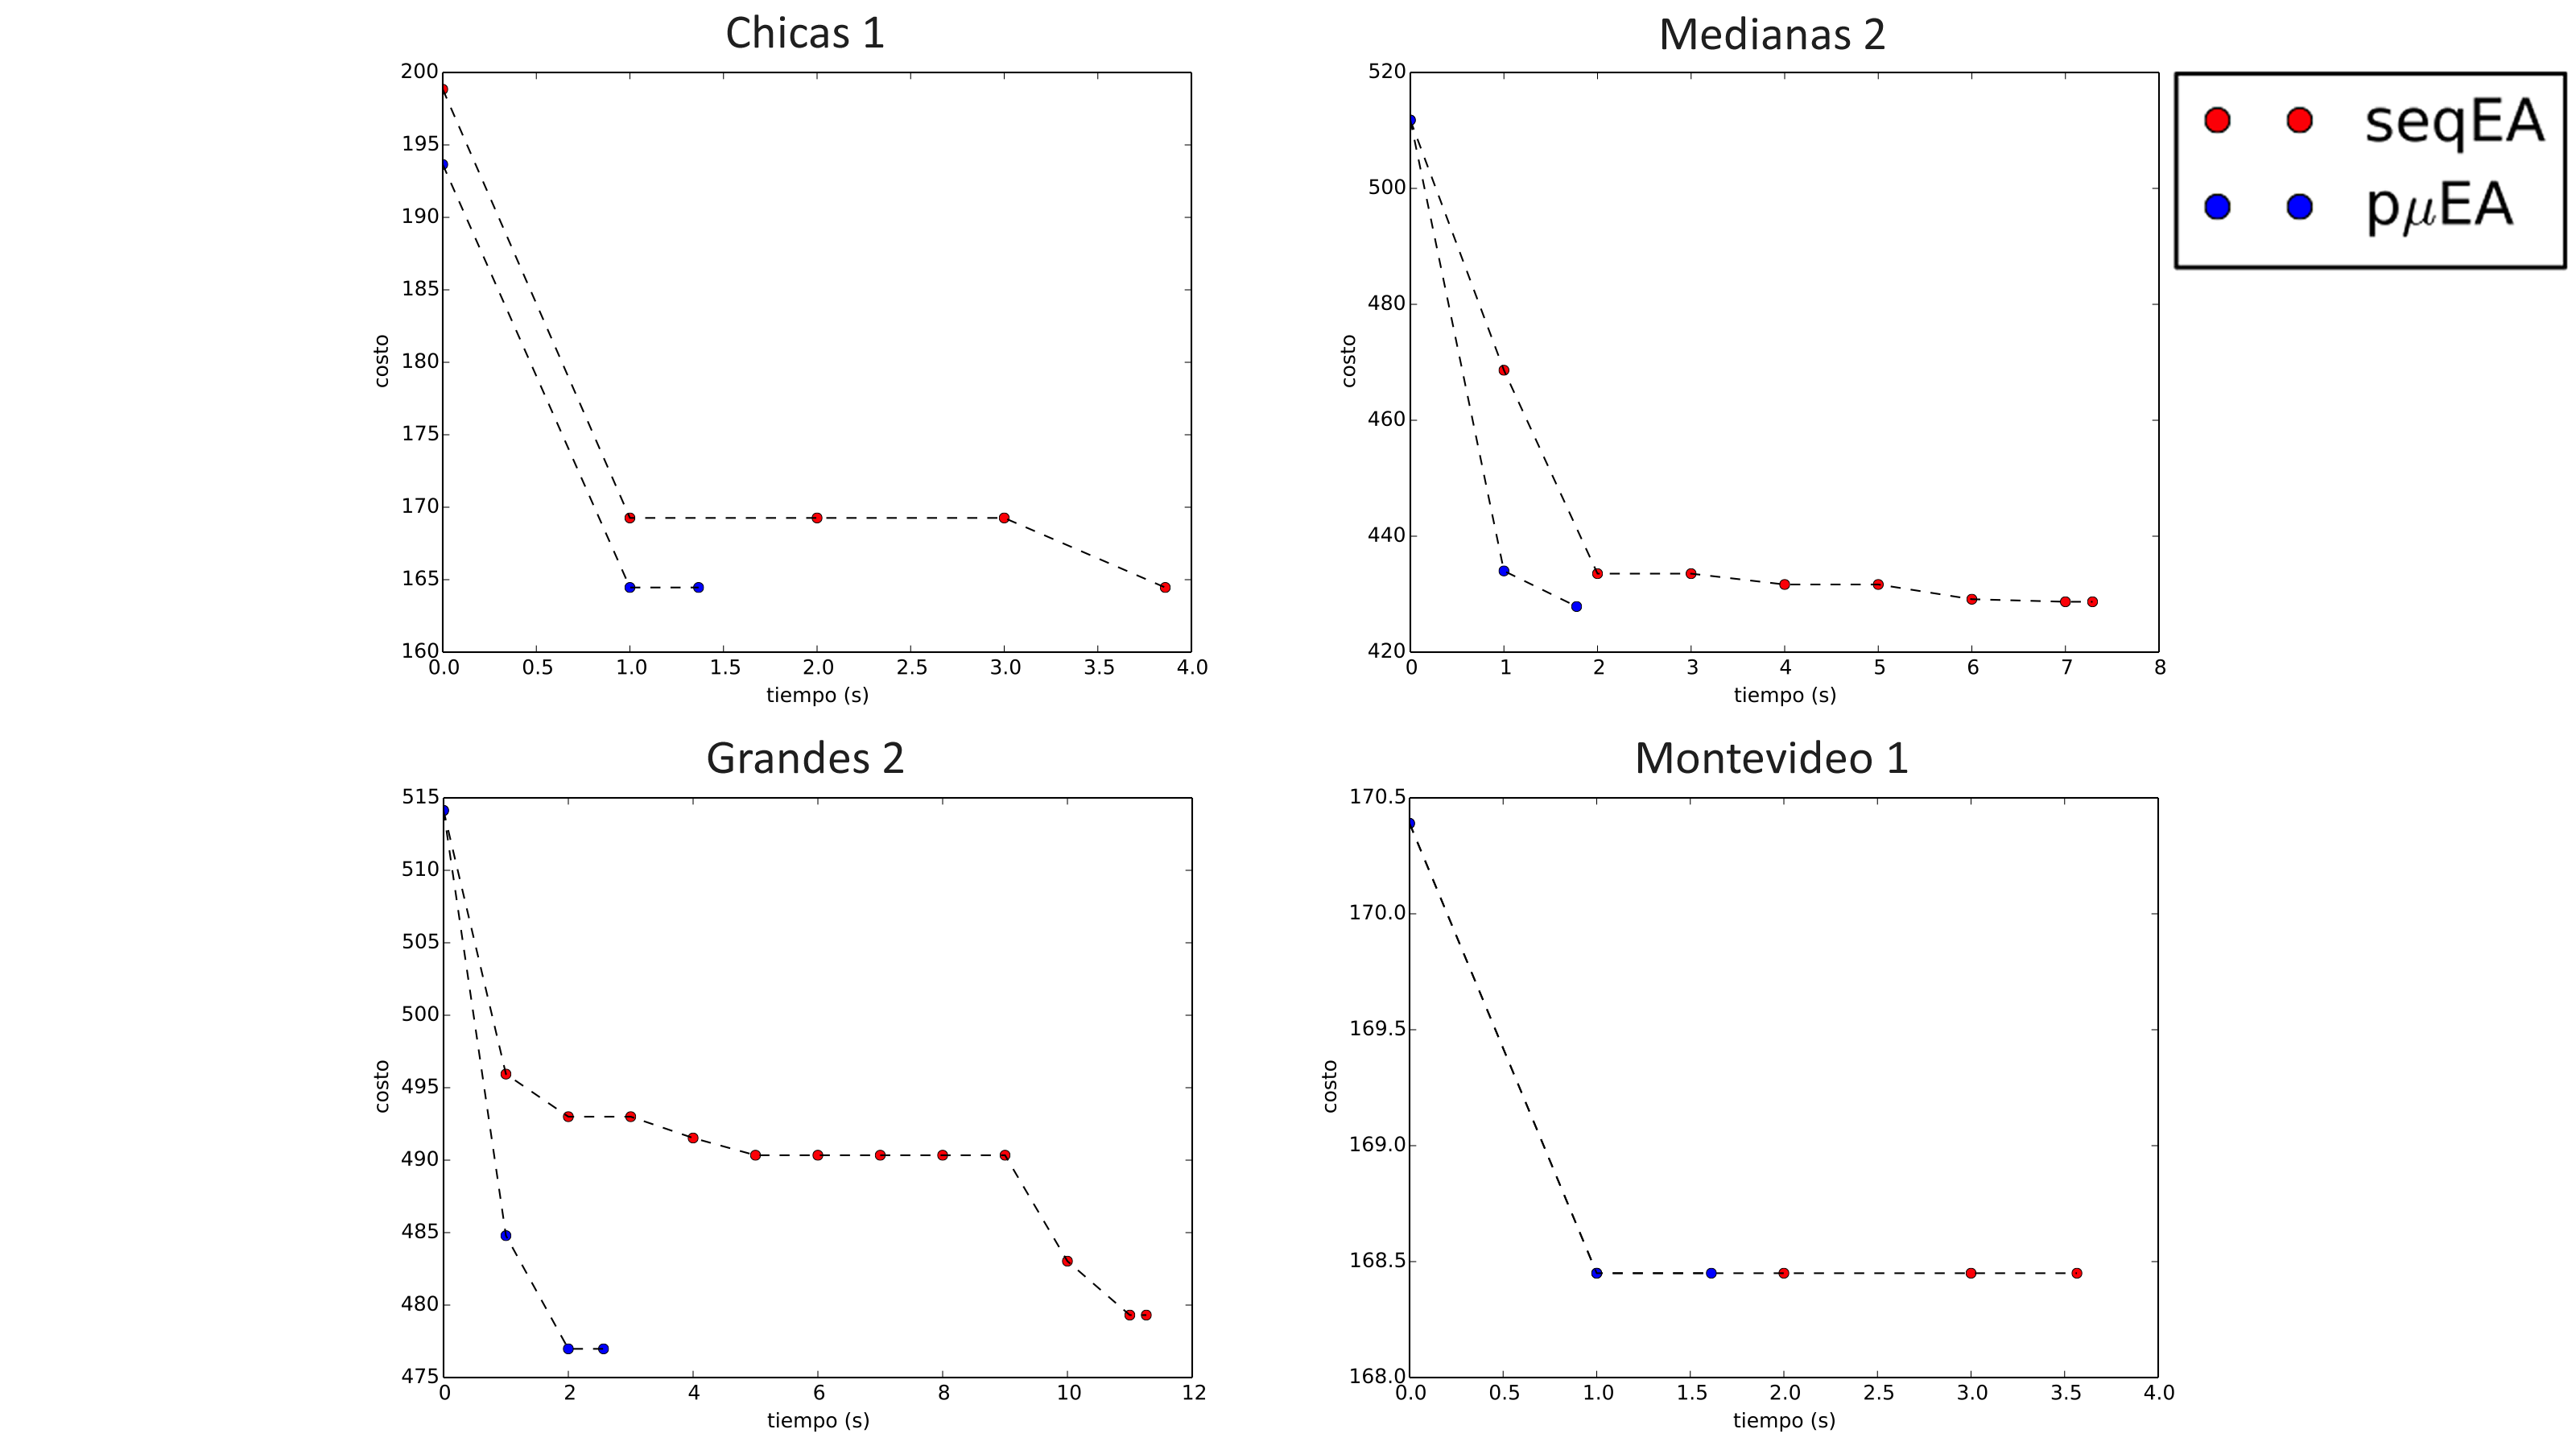 Chicas 1
200
195
190
185
180
175
170
165
160
costo
0.0 0.5 1.0 1.5 2.0 2.5 3.0 3.5 4.0
tiempo (s)
Medianas 2
520
500
480
460
440
420
costo
0 1 2 3 4 5 6 7 8
tiempo (s)
seqEA
pμEA
Grandes 2
515
510
505
500
495
490
485
480
475
costo
0 2 4 6 8 10 12
tiempo (s)
Montevideo 1
170.5
170.0
169.5
169.0
168.5
168.0
costo
0.0 0.5 1.0 1.5 2.0 2.5 3.0 3.5 4.0
tiempo (s)